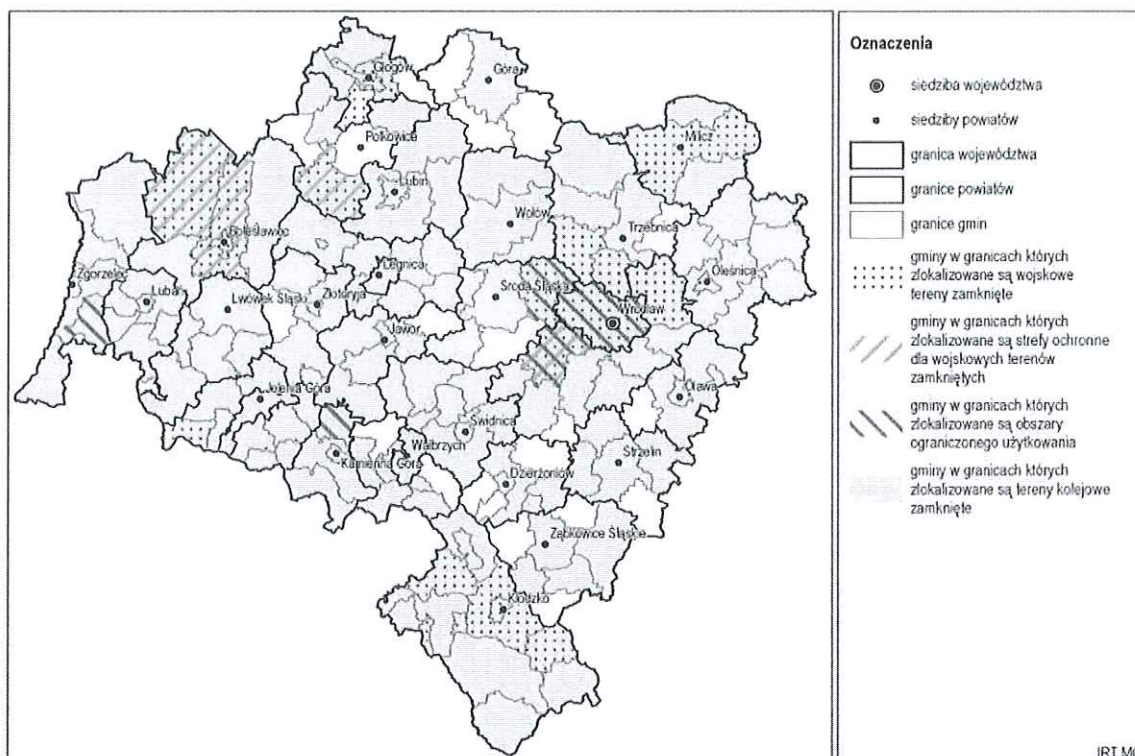 Głogów
Góra
Polkowice
Milicz
Lubin
Wołów
Trzebnica
Bolesławiec
Legnica
Oleśnica
Zgorzelec
Środa Śląska
Lubań
Lwówek Śląski
Złotoryja
Wrocław
Jawor
Jelenia Góra
Oława
Świdnica
Wałbrzych
Kamienna Góra
Strzelin
Dzierżoniów
Ząbkowice Śląskie
Kłodzko
Oznaczenia
siedziba województwa
siedziby powiatów
granica województwa
granice powiatów
granice gmin
gminy w granicach których
zlokalizowane są wojskowe
tereny zamknięte
gminy w granicach których
zlokalizowane są strefy ochronne
dla wojskowych terenów
zamkniętych
gminy w granicach których
zlokalizowane są obszary
ograniczonego użytkowania
gminy w granicach których
zlokalizowane są tereny kolejowe
zamknięte
IRT